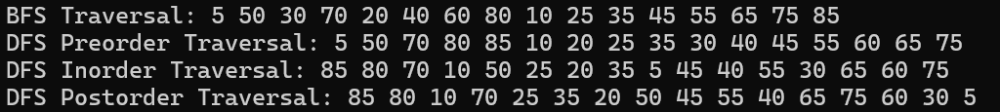 BFS Traversal: 5 50 30 70 20 40 60 80 10 25 35 45 55 65 75 85
DFS Preorder Traversal: 5 50 70 80 85 10 20 25 35 30 40 45 55 60 65 75
DFS Inorder Traversal: 85 80 70 10 50 25 20 35 5 45 40 55 30 65 60 75
DFS Postorder Traversal: 85 80 10 70 25 35 20 50 45 55 40 65 75 60 30 5